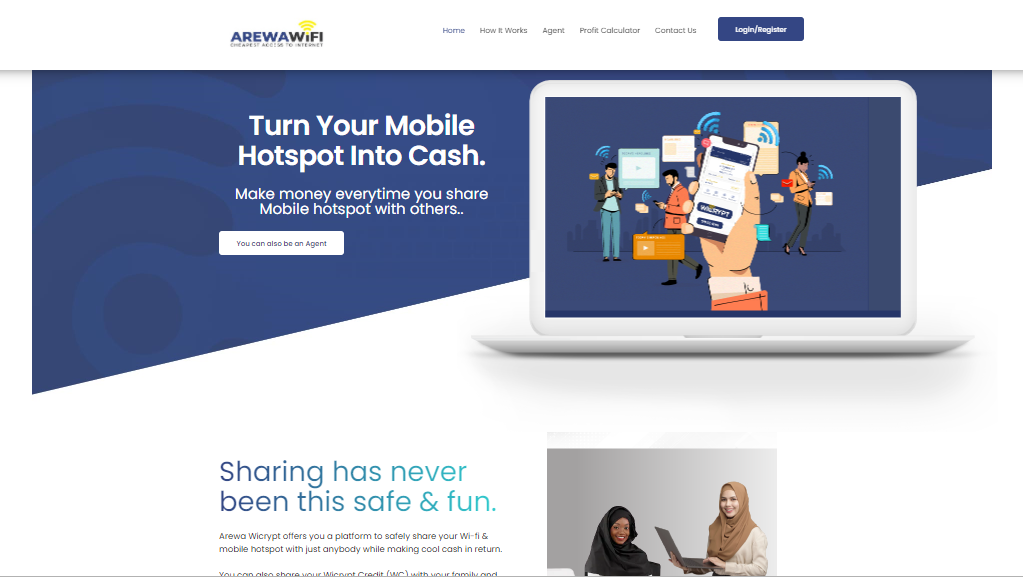 AREWAWiFi
CHEAPEST ACCESS TO INTERNET
Home How It Works Agent Profit Calculator Contact Us Login/Register
Turn Your Mobile
Hotspot Into Cash.
Make money everytime you share
Mobile hotspot with others..
You can also be an Agent
WICRYPT
Sharing has never
been this safe & fun.
Arewa Wicrypt offers you a platform to safely share your Wi-fi &
mobile hotspot with just anybody while making cool cash in return.
You can also share your Wicrypt Credit (WC) with your family and